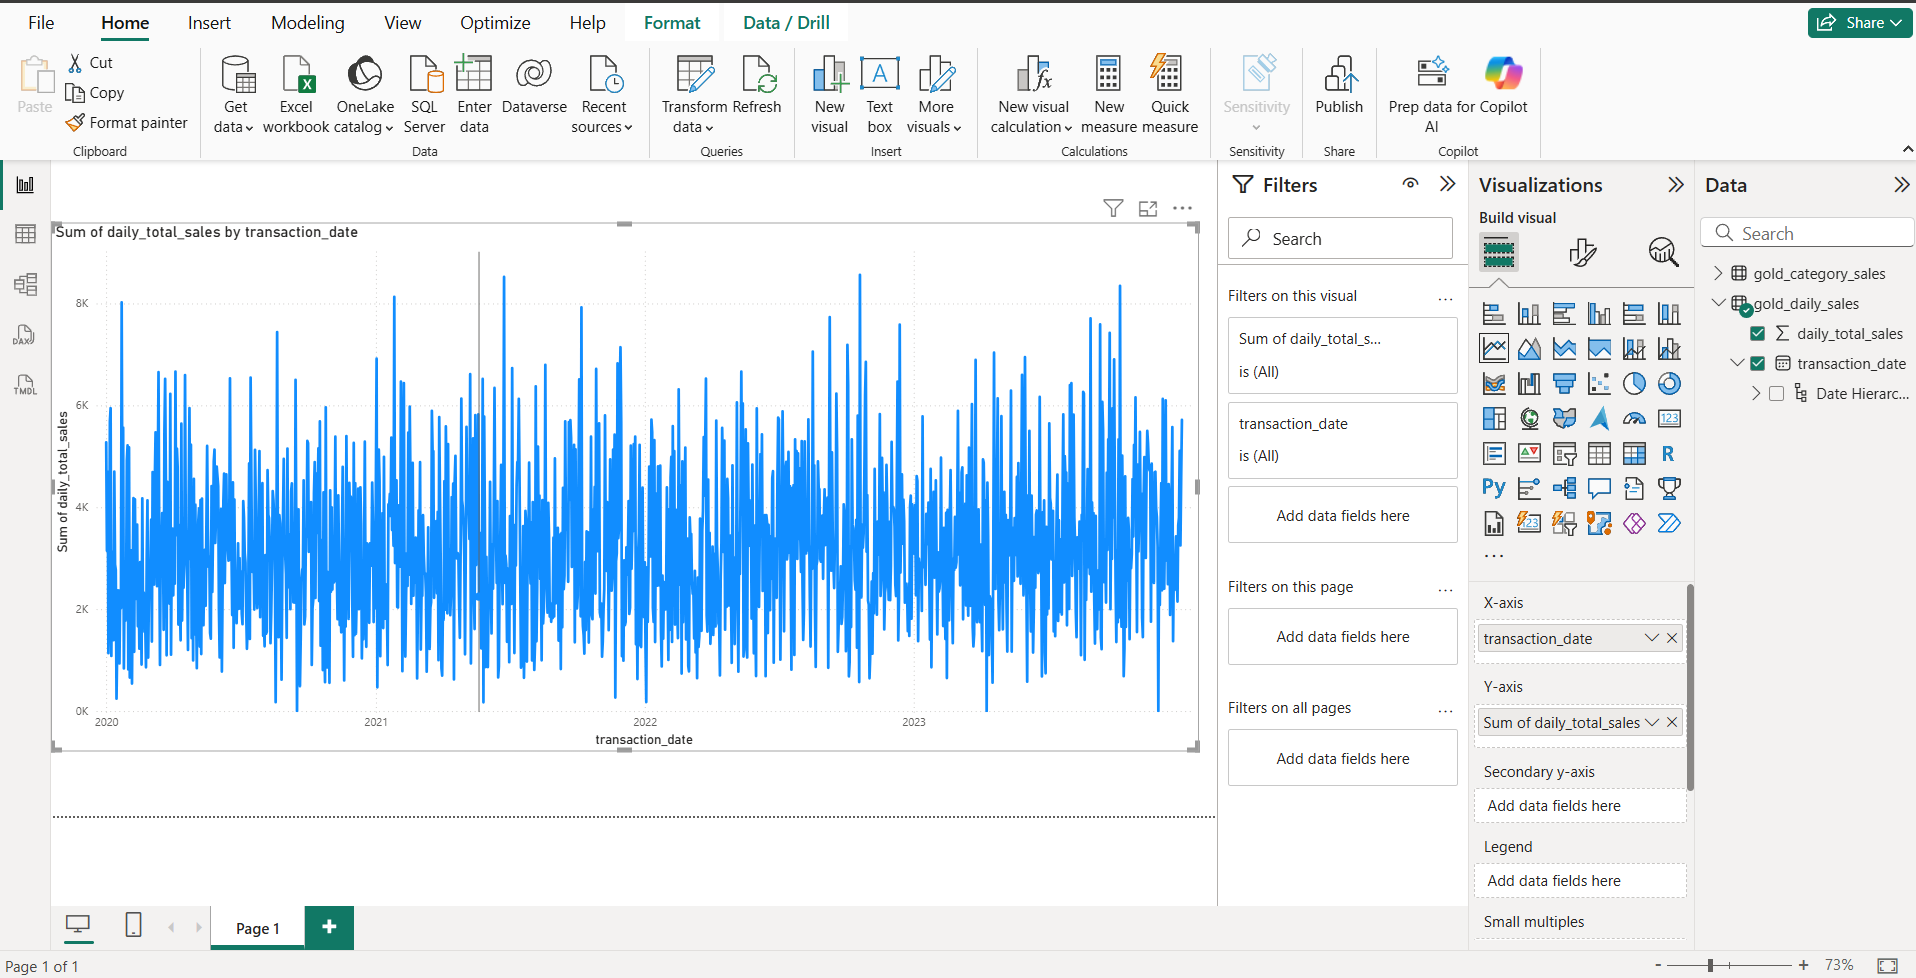 File Home Insert Modeling View Optimize Help Format Data / Drill Share
Paste Cut Copy Format painter
Clipboard
Get data Excel workbook OneLake catalog SQL Server Enter data Dataverse Recent sources
Data
Transform data Refresh
Queries
New visual Text box More visuals
Insert
New visual calculation New measure Quick measure
Calculations
Sensitivity
Sensitivity
Publish
Share
Prep data for AI Copilot
Copilot
DAX
TMDL
Sum of daily_total_sales by transaction_date
Sum of daily_total_sales
8K
6K
4K
2K
0K
2020 2021 2022 2023
transaction_date
Filters
Search
Filters on this visual ...
Sum of daily_total_s...
is (All)
transaction_date
is (All)
Add data fields here
Filters on this page ...
Add data fields here
Filters on all pages ...
Add data fields here
Visualizations
Build visual
123
R
Py
123
...
X-axis
transaction_date
Y-axis
Sum of daily_total_sales
Secondary y-axis
Add data fields here
Legend
Add data fields here
Small multiples
Data
Search
gold_category_sales
gold_daily_sales
daily_total_sales
transaction_date
Date Hierarc...
Page 1
Page 1 of 1
- + 73%